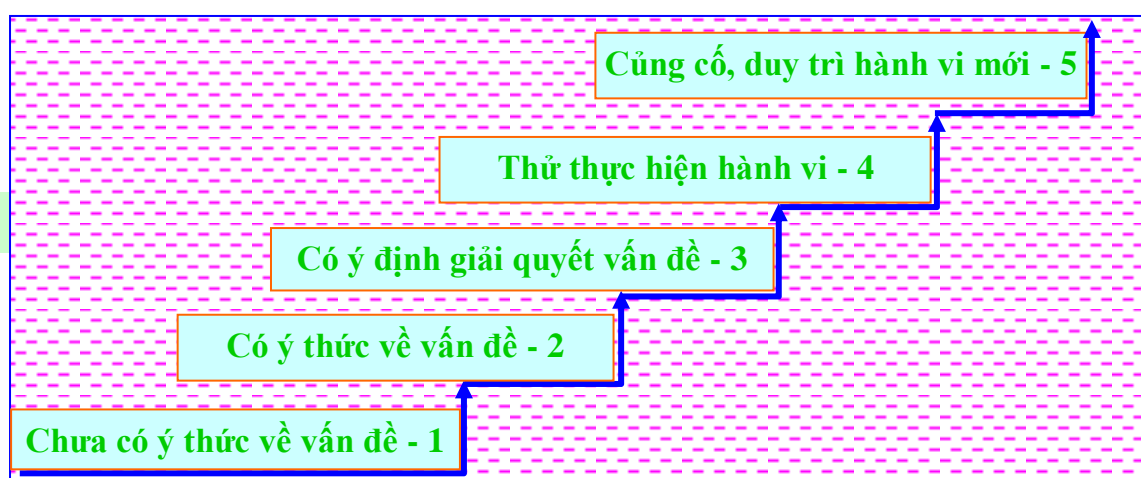 Củng cố, duy trì hành vi mới - 5
Thử thực hiện hành vi - 4
Có ý định giải quyết vấn đề - 3
Có ý thức về vấn đề - 2
Chưa có ý thức về vấn đề - 1